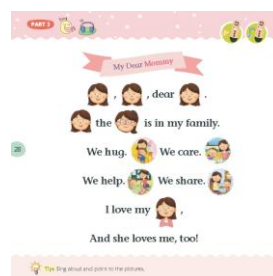 PART 3
My Dear Mommy
, , dear .
the is in my family.
We hug. We care.
We help. We share.
I love my ,
And she loves me, too!
28
Tips Sing aloud and point to the pictures.